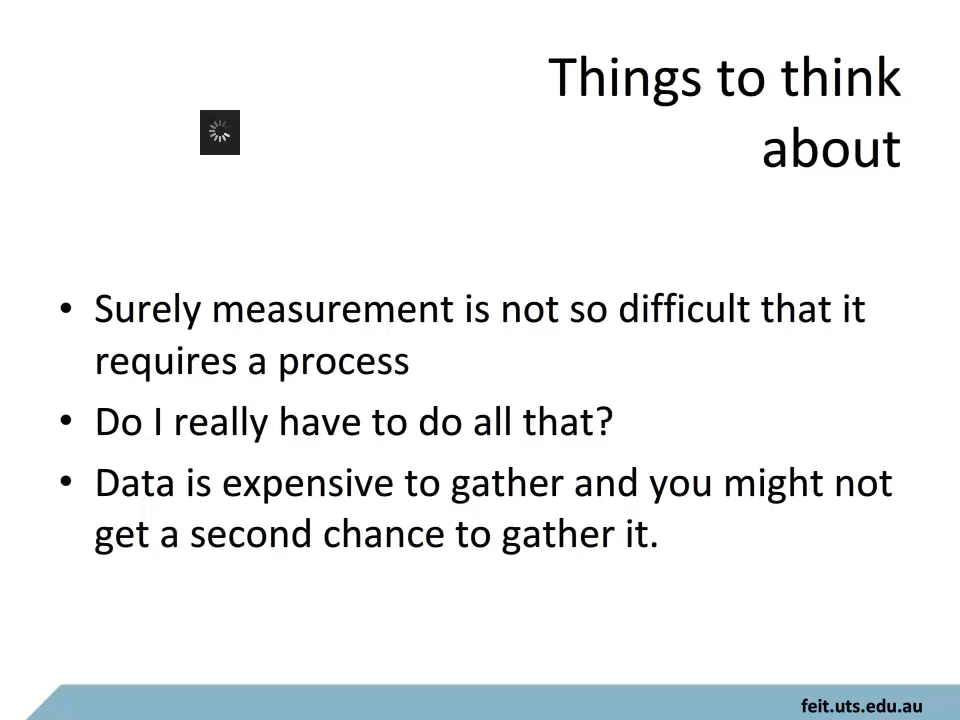 Things to think
about
• Surely measurement is not so difficult that it
requires a process
• Do I really have to do all that?
• Data is expensive to gather and you might not
get a second chance to gather it.
feit.uts.edu.au